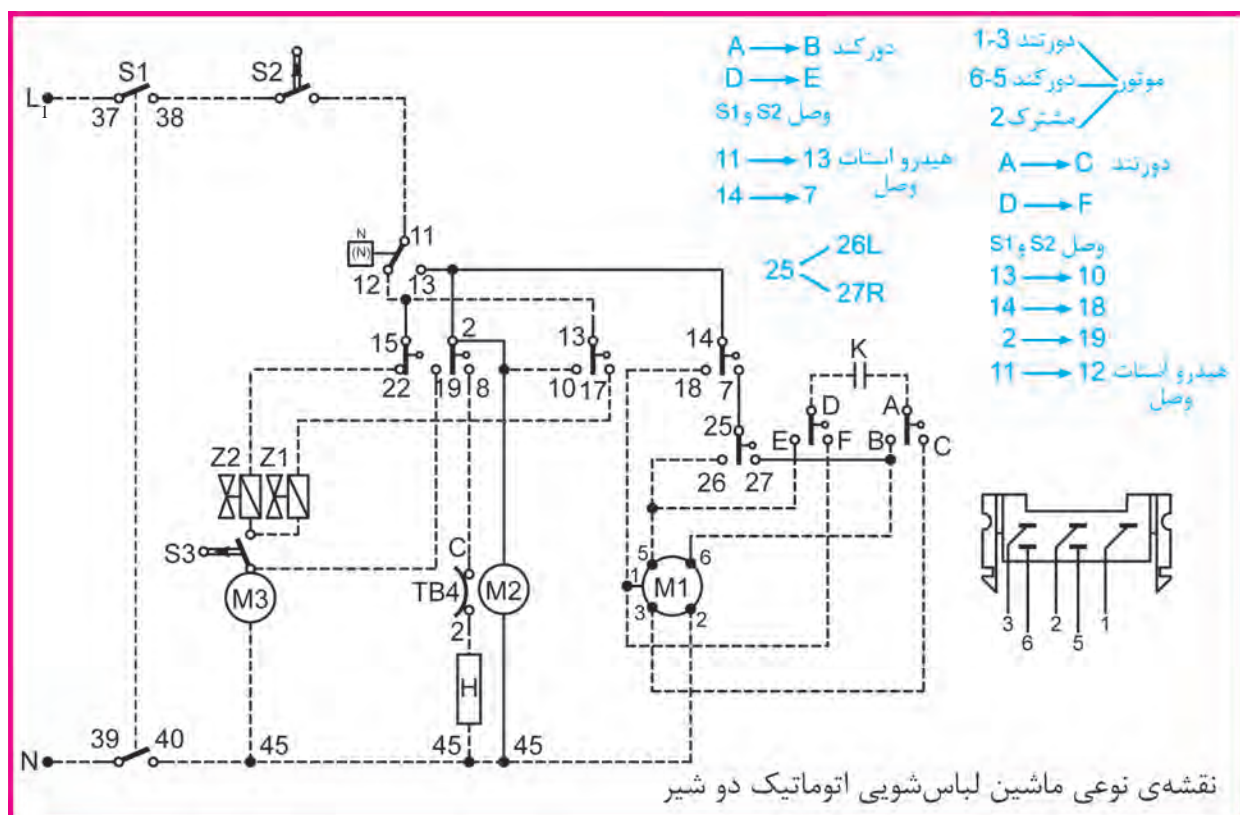 A → B دورکند
D → E
وصل S2 و S1
11 → 13 هیدرو استات وصل
14 → 7
25
26L
27R
موتور
دورتند 1-3
دورکند 5-6
مشترک 2
A → C دورتند
D → F
وصل S2 و S1
13 → 10
14 → 18
2 → 19
11 → 12 هیدرو اُستات وصل
L1 S1 S2
37 38
N (N) 11
12 13
15 2 13 14 K
22 19 8 10 17 18 7 D A
25 E F B C
Z2 Z1 26 27
S3 C 5 6
M3 TB4 M2 1 M1
2 3 2
3 6 2 5 1
H
N 39 40 45 45 45
نقشه‌ی نوعی ماشین لباس‌شویی اتوماتیک دو شیر